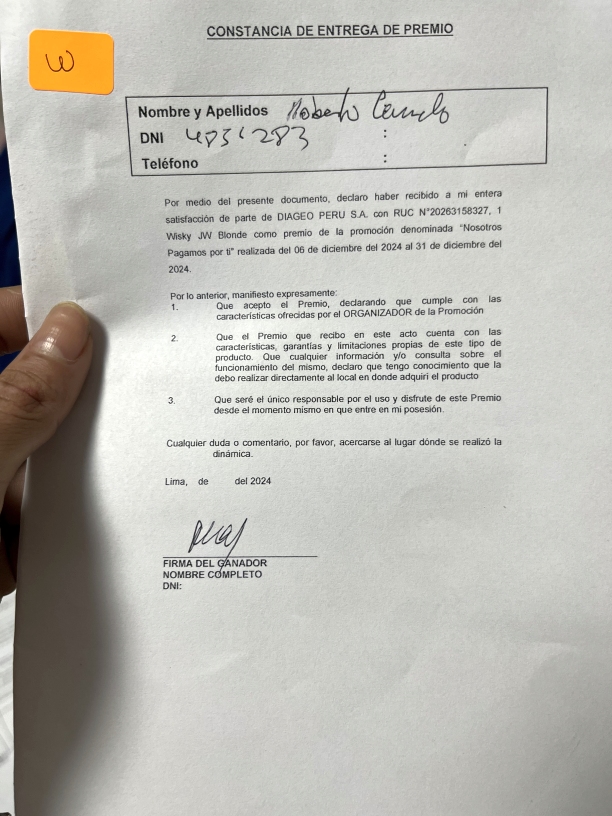 CONSTANCIA DE ENTREGA DE PREMIO
W
Nombre y Apellidos Roberto
DNI :
Teléfono :
Por medio del presente documento, declaro haber recibido a mi entera
satisfacción de parte de DIAGEO PERU S.A. con RUC N°20263158327, 1
Wisky JW Blonde como premio de la promoción denominada "Nosotros
Pagamos por ti" realizada del 06 de diciembre del 2024 al 31 de diciembre del
2024.
Por lo anterior, manifiesto expresamente:
1. Que acepto el Premio, declarando que cumple con las
características ofrecidas por el ORGANIZADOR de la Promoción
2. Que el Premio que recibo en este acto cuenta con las
características, garantías y limitaciones propias de este tipo de
producto. Que cualquier información y/o consulta sobre el
funcionamiento del mismo, declaro que tengo conocimiento que la
debo realizar directamente al local en donde adquirí el producto
3. Que seré el único responsable por el uso y disfrute de este Premio
desde el momento mismo en que entre en mi posesión.
Cualquier duda o comentario, por favor, acercarse al lugar dónde se realizó la
dinámica.
Lima, de del 2024
FIRMA DEL GANADOR
NOMBRE COMPLETO
DNI: